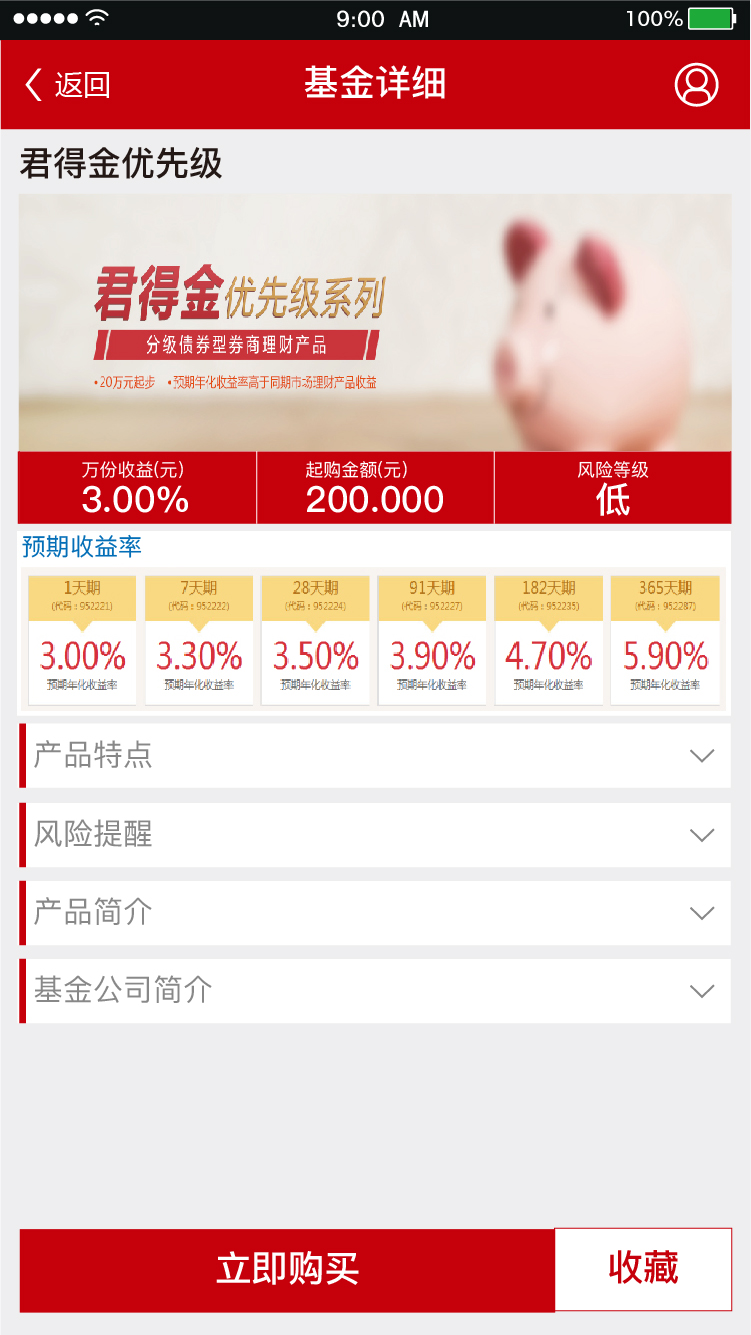 9:00 AM
100%
返回
基金详细
君得金优先级
君得金优先级系列
分级债券型券商理财产品
•20万元起步 •预期年化收益率高于同期市场理财产品收益
万份收益(元)
起购金额(元)
风险等级
3.00%
200.000
低
预期收益率
1天期
7天期
28天期
91天期
182天期
365天期
(代码：952221)
(代码：952222)
(代码：952224)
(代码：952227)
(代码：952235)
(代码：952287)
3.00%
3.30%
3.50%
3.90%
4.70%
5.90%
预期年化收益率
预期年化收益率
预期年化收益率
预期年化收益率
预期年化收益率
预期年化收益率
产品特点
风险提醒
产品简介
基金公司简介
立即购买
收藏